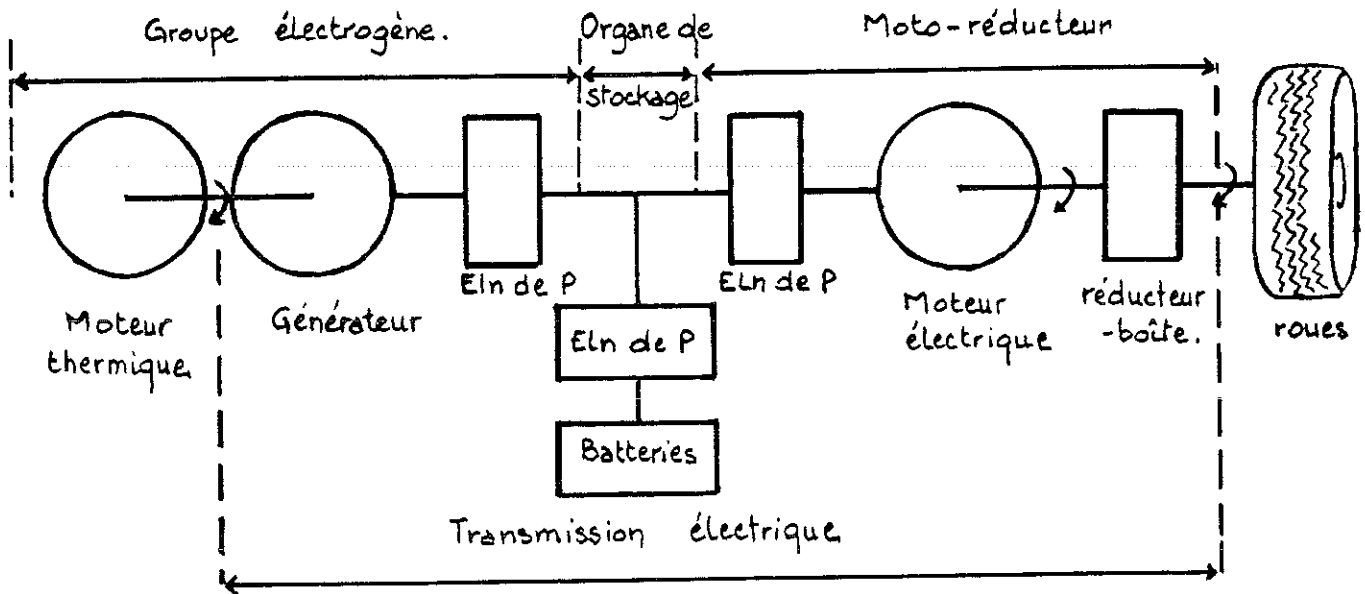 Groupe électrogène.
Organe de
stockage
Moto-réducteur
Eln de P
Eln de P
Moteur
thermique
Générateur
Eln de P
Moteur
électrique
réducteur
-boîte.
roues
Batteries
Transmission électrique